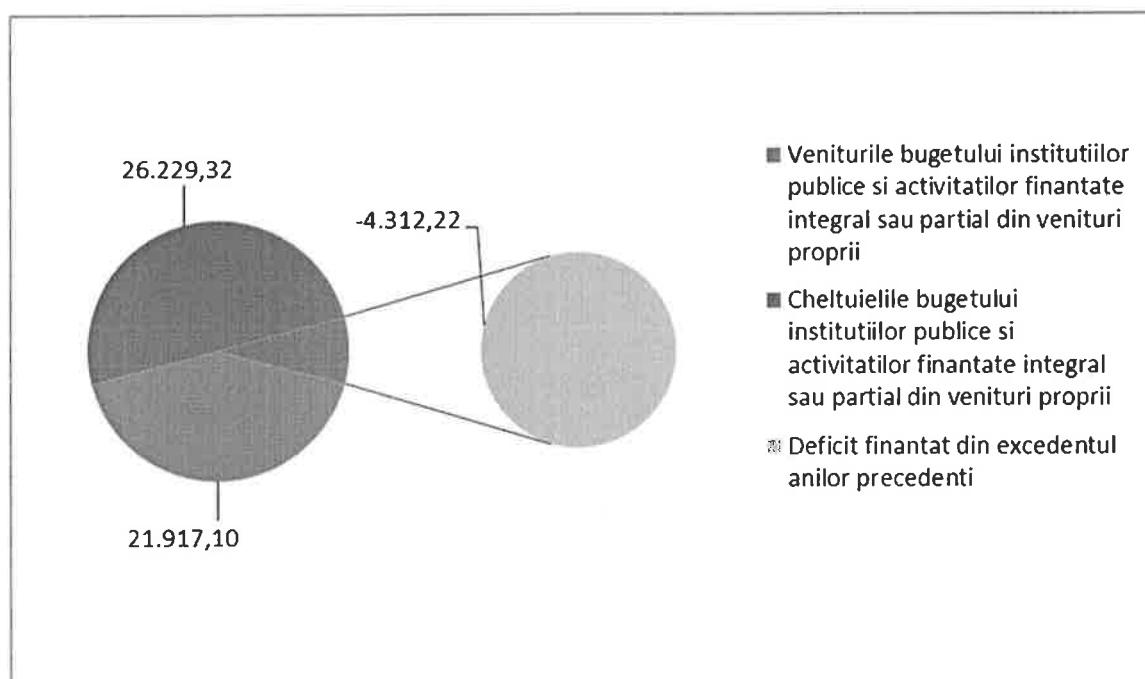 26.229,32
-4.312,22
21.917,10
Veniturile bugetului institutiilor
publice si activitatilor finantate
integral sau partial din venituri
proprii
Cheltuielile bugetului
institutiilor publice si
activitatilor finantate integral
sau partial din venituri proprii
Deficit finantat din excedentul
anilor precedenti